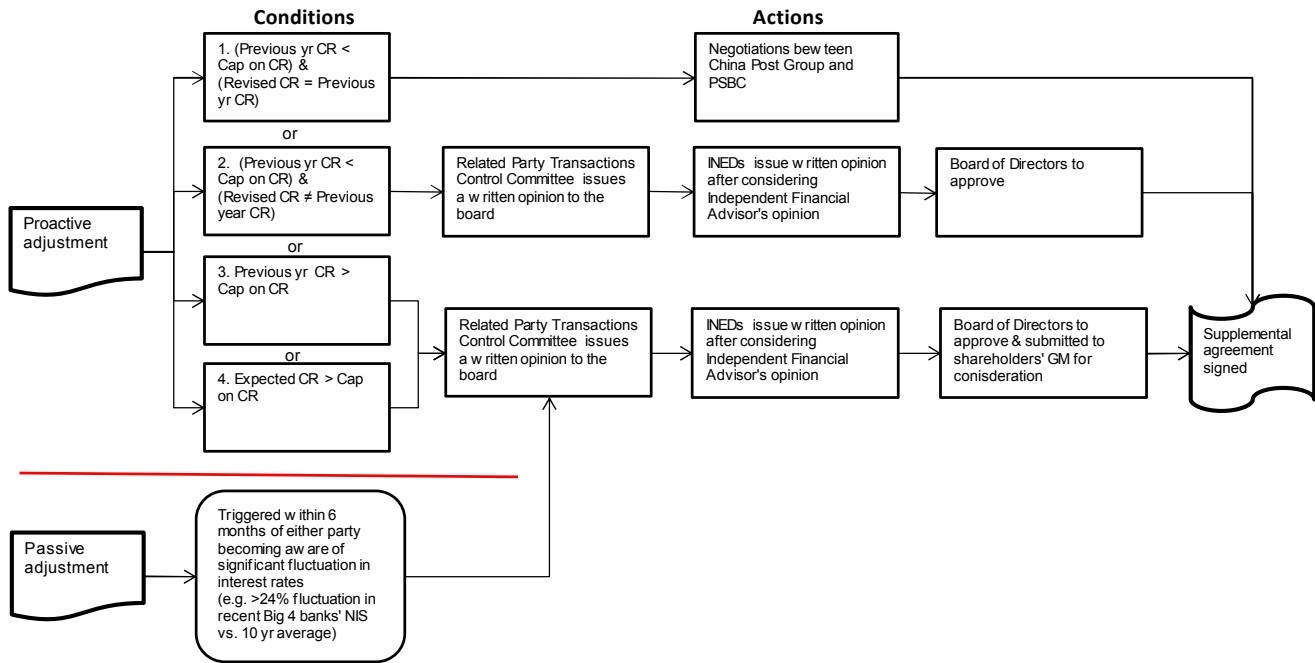 Conditions
Actions
1. (Previous yr CR <
Cap on CR) &
(Revised CR = Previous
yr CR)
Negotiations bew teen
China Post Group and
PSBC
or
2. (Previous yr CR <
Cap on CR) &
(Revised CR ≠ Previous
year CR)
Related Party Transactions
Control Committee issues
a w ritten opinion to the
board
INEDs issue w ritten opinion
after considering
Independent Financial
Advisor's opinion
Board of Directors to
approve
Proactive
adjustment
or
3. Previous yr CR >
Cap on CR
or
4. Expected CR > Cap
on CR
Related Party Transactions
Control Committee issues
a w ritten opinion to the
board
INEDs issue w ritten opinion
after considering
Independent Financial
Advisor's opinion
Board of Directors to
approve & submitted to
shareholders' GM for
conisderation
Supplemental
agreement
signed
Passive
adjustment
Triggered w ithin 6
months of either party
becoming aw are of
significant fluctuation in
interest rates
(e.g. >24% fluctuation in
recent Big 4 banks' NIS
vs. 10 yr average)